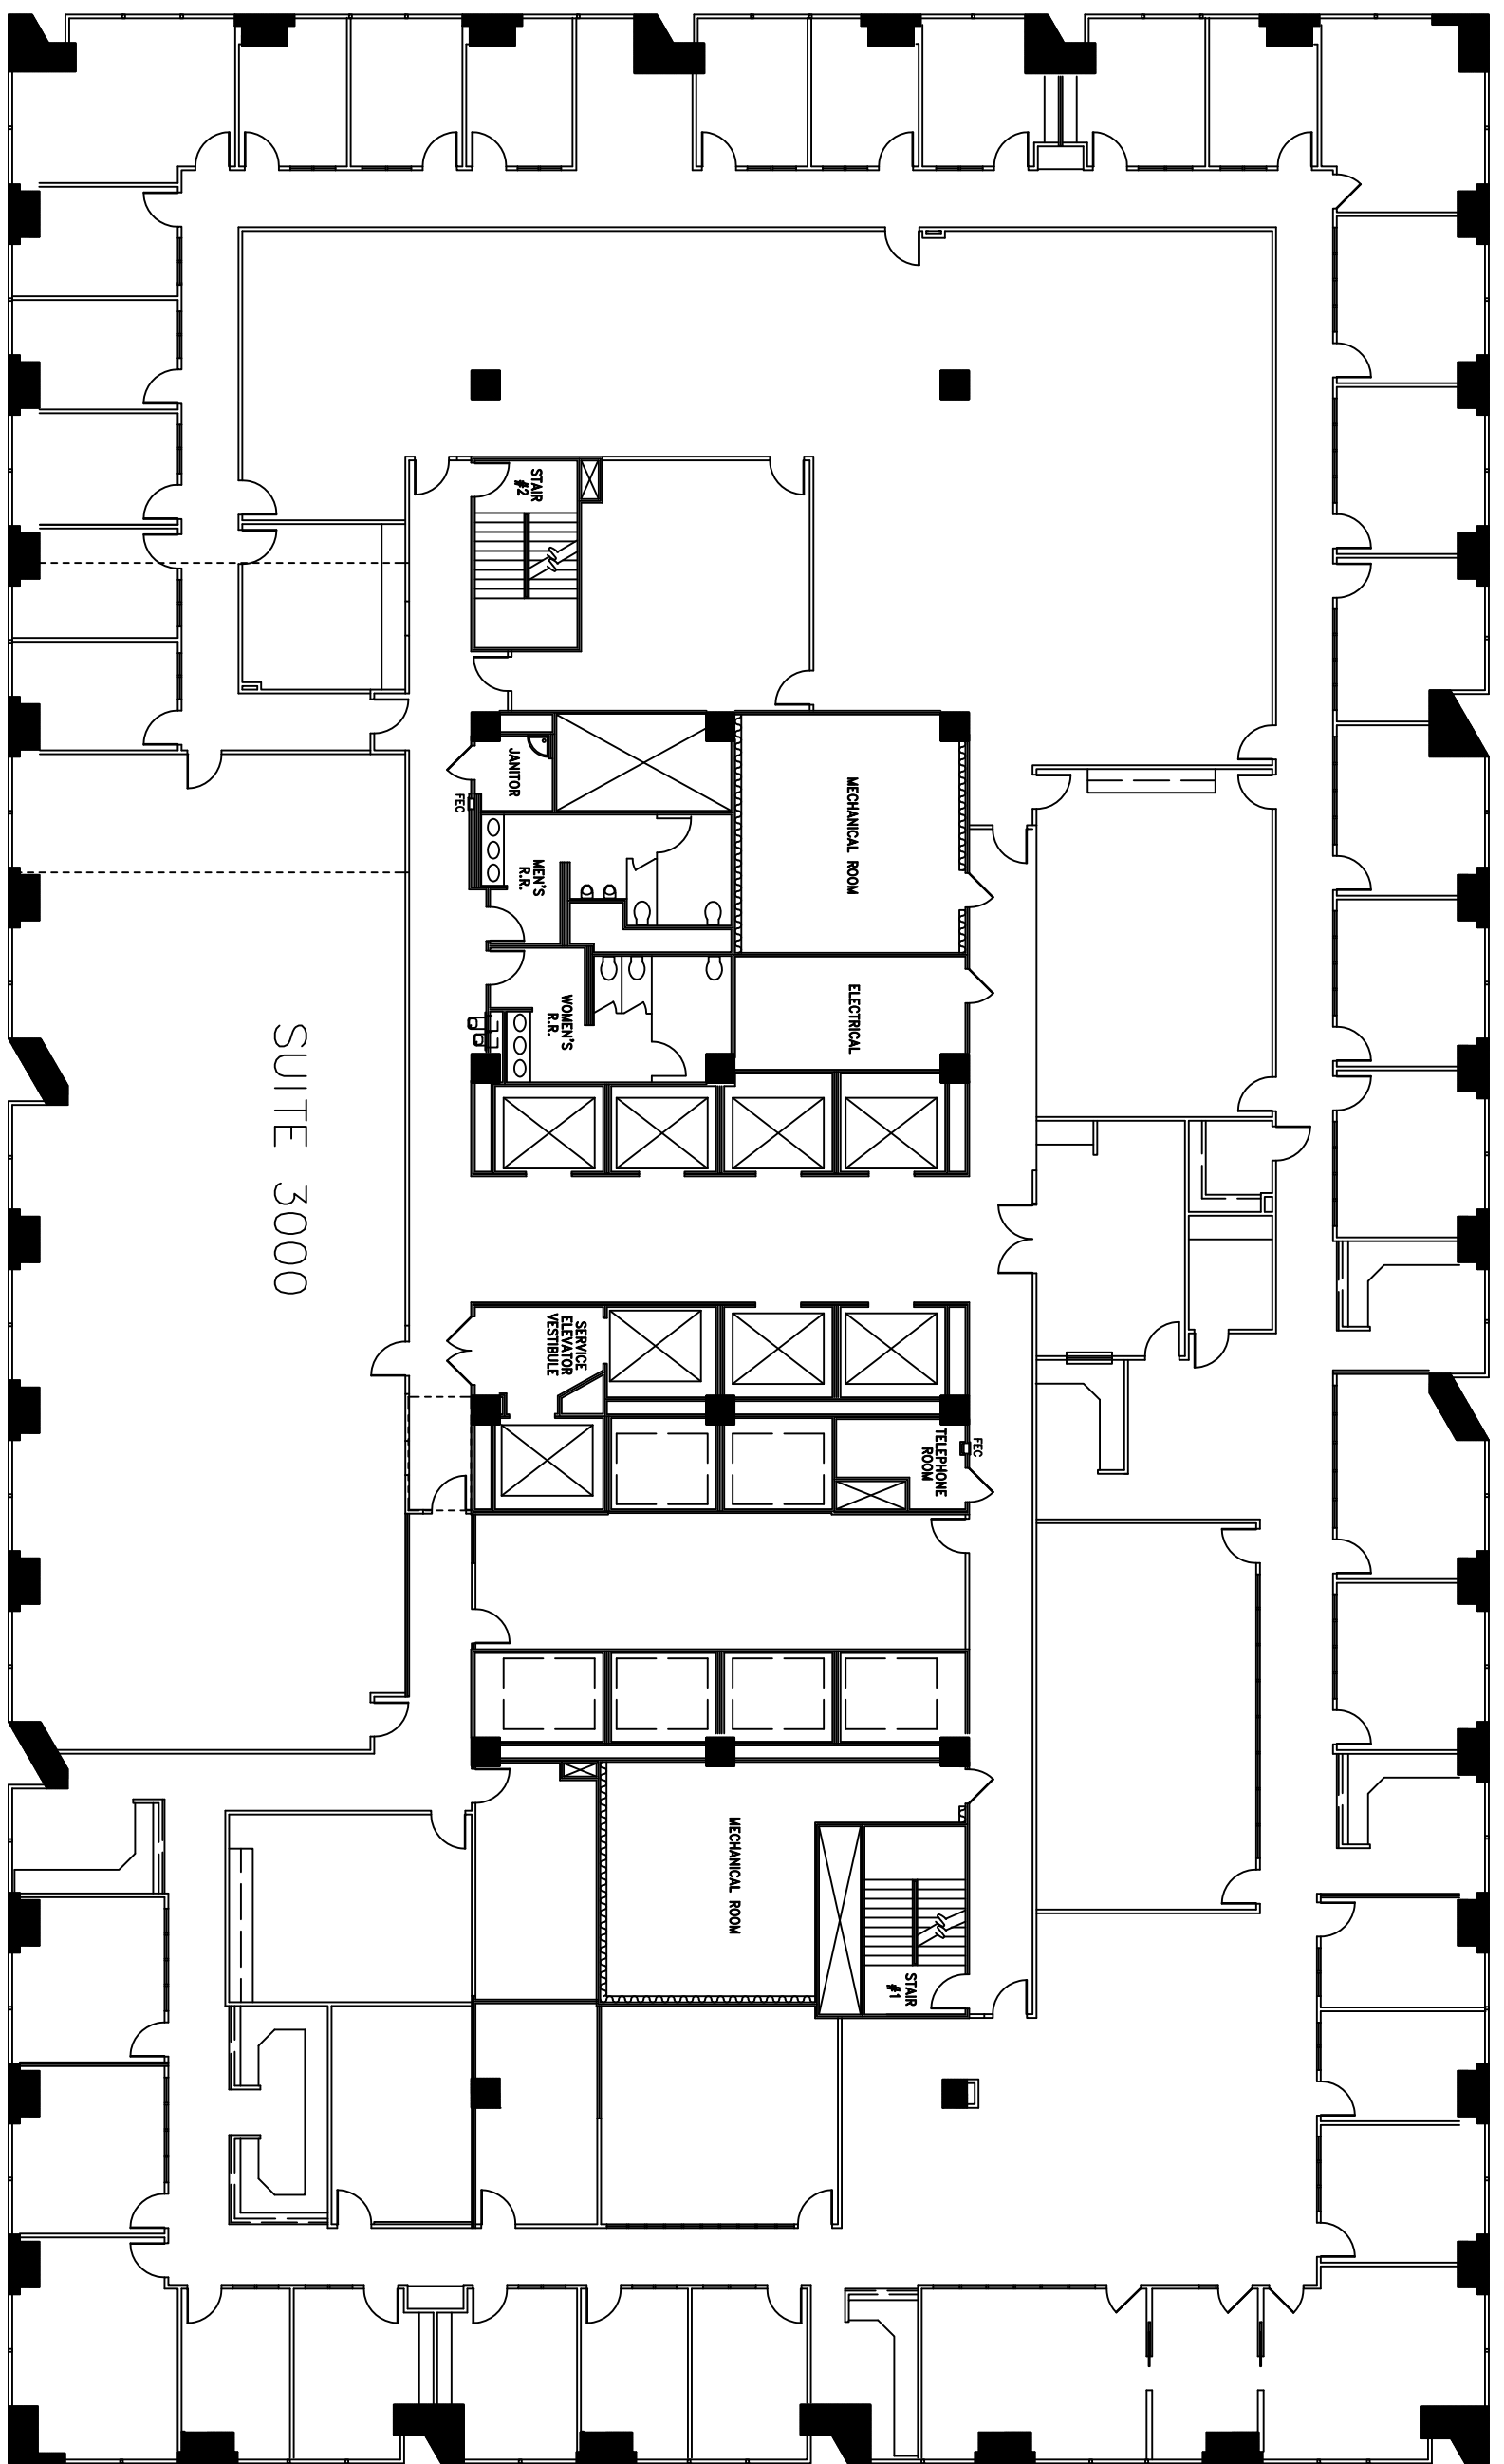 STAIR
#2
JANITOR
FEC
MECHANICAL ROOM
MEN'S
R.R.
WOMEN'S
R.R.
ELECTRICAL
SUITE 3000
SERVICE
ELEVATOR
VESTIBULE
TELEPHONE
ROOM
FEC
MECHANICAL ROOM
STAIR
#1